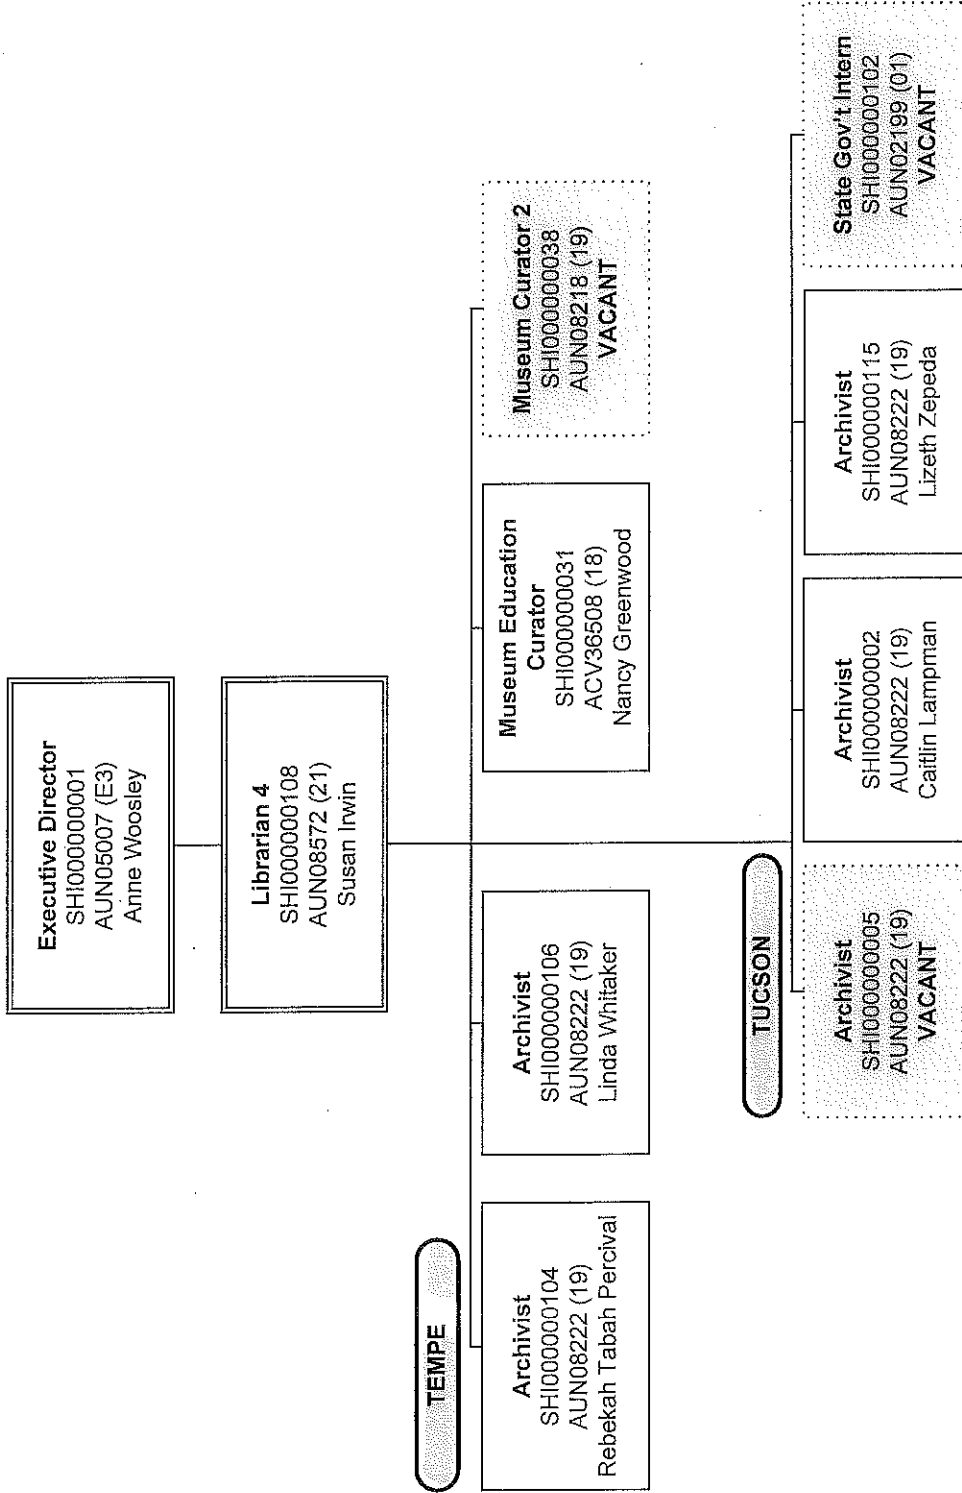 Executive Director
SHI000000001
AUN05007 (E3)
Anne Woosley
Librarian 4
SHI000000108
AUN08572 (21)
Susan Irwin
TEMPE
Archivist
SHI000000104
AUN08222 (19)
Rebekah Tabah Percival
Archivist
SHI000000106
AUN08222 (19)
Linda Whitaker
Museum Education
Curator
SHI000000031
ACV36508 (18)
Nancy Greenwood
Museum Curator 2
SHI000000038
AUN08218 (19)
VACANT
TUCSON
Archivist
SHI000000005
AUN08222 (19)
VACANT
Archivist
SHI000000002
AUN08222 (19)
Caitlin Lampman
Archivist
SHI000000115
AUN08222 (19)
Lizeth Zepeda
State Gov't Intern
SHI000000102
AUN02199 (01)
VACANT